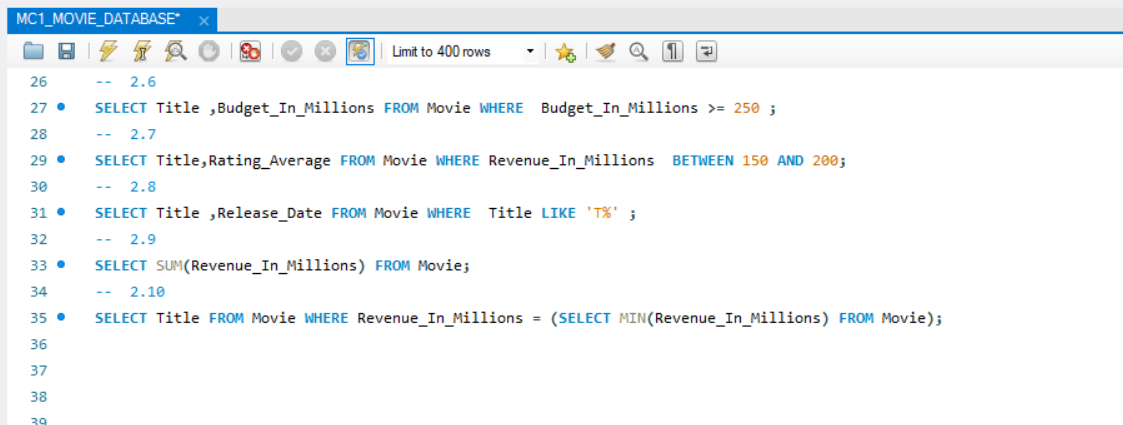 MC1_MOVIE_DATABASE*
Limit to 400 rows
26 -- 2.6
27 SELECT Title ,Budget_In_Millions FROM Movie WHERE  Budget_In_Millions >= 250 ;
28 -- 2.7
29 SELECT Title,Rating_Average FROM Movie WHERE Revenue_In_Millions  BETWEEN 150 AND 200;
30 -- 2.8
31 SELECT Title ,Release_Date FROM Movie WHERE  Title LIKE 'T%' ;
32 -- 2.9
33 SELECT SUM(Revenue_In_Millions) FROM Movie;
34 -- 2.10
35 SELECT Title FROM Movie WHERE Revenue_In_Millions = (SELECT MIN(Revenue_In_Millions) FROM Movie);
36
37
38
39